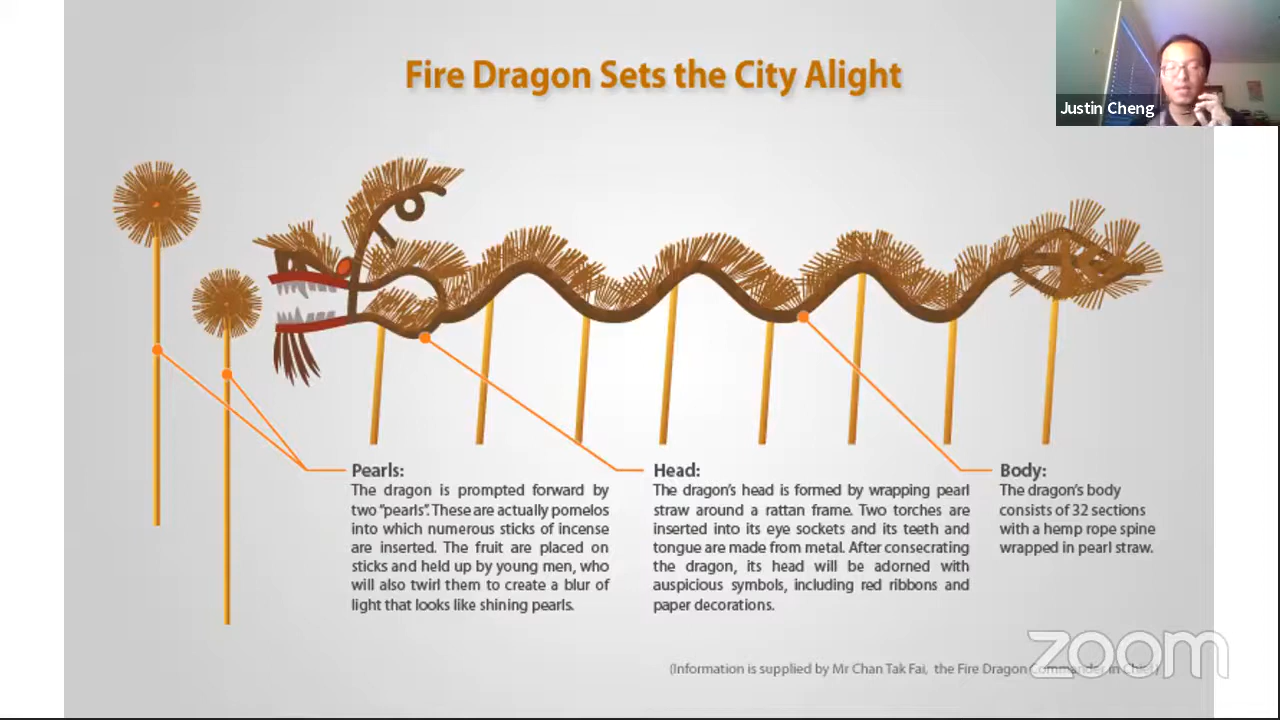 Fire Dragon Sets the City Alight
Justin Cheng
Pearls:
The dragon is prompted forward by
two “pearls”. These are actually pomelos
into which numerous sticks of incense
are inserted. The fruit are placed on
sticks and held up by young men, who
will also twirl them to create a blur of
light that looks like shining pearls.
Head:
The dragon’s head is formed by wrapping pearl
straw around a rattan frame. Two torches are
inserted into its eye sockets and its teeth and
tongue are made from metal. After consecrating
the dragon, its head will be adorned with
auspicious symbols, including red ribbons and
paper decorations.
Body:
The dragon’s body
consists of 32 sections
with a hemp rope spine
wrapped in pearl straw.
(Information is supplied by Mr Chan Tak Fai, the Fire Dragon Commander in Chief)
zoom